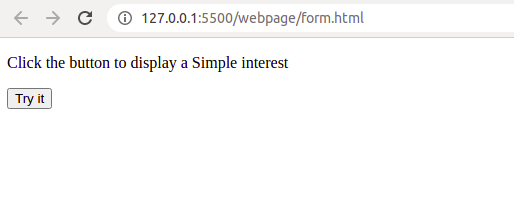 127.0.0.1:5500/webpage/form.html
Click the button to display a Simple interest
Try it